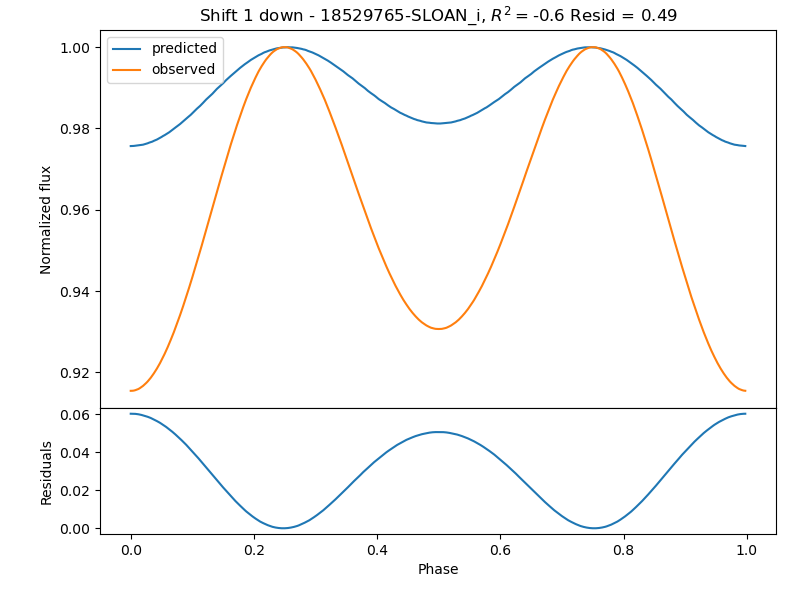 Shift 1 down - 18529765-SLOAN_i, R² = -0.6 Resid = 0.49
predicted
observed
Normalized flux
1.00
0.98
0.96
0.94
0.92
Residuals
0.06
0.04
0.02
0.00
0.0 0.2 0.4 0.6 0.8 1.0
Phase